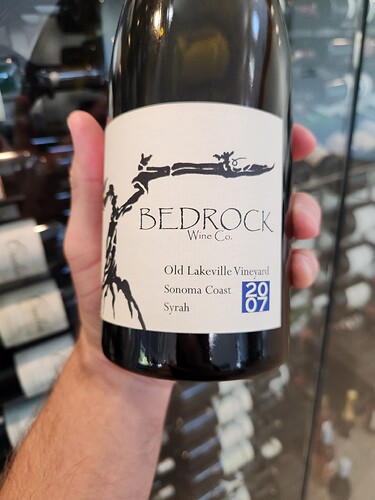 BEDROCK
Wine Co.
Old Lakeville Vineyard
Sonoma Coast
Syrah
20
07